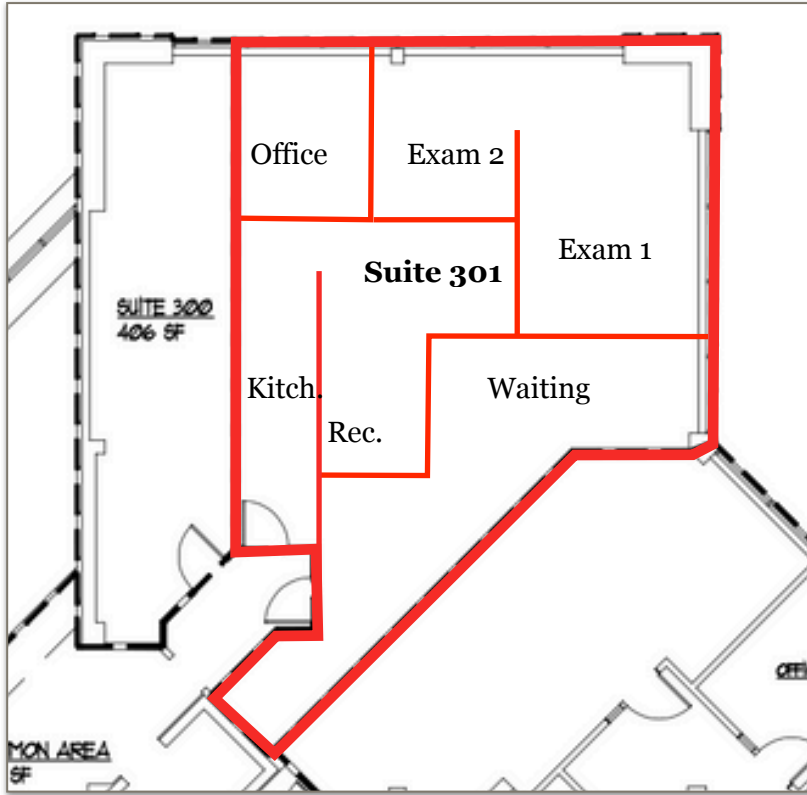 Office
Exam 2
Exam 1
Suite 301
SUITE 300
406 SF
Kitch.
Waiting
Rec.
MON AREA
SF